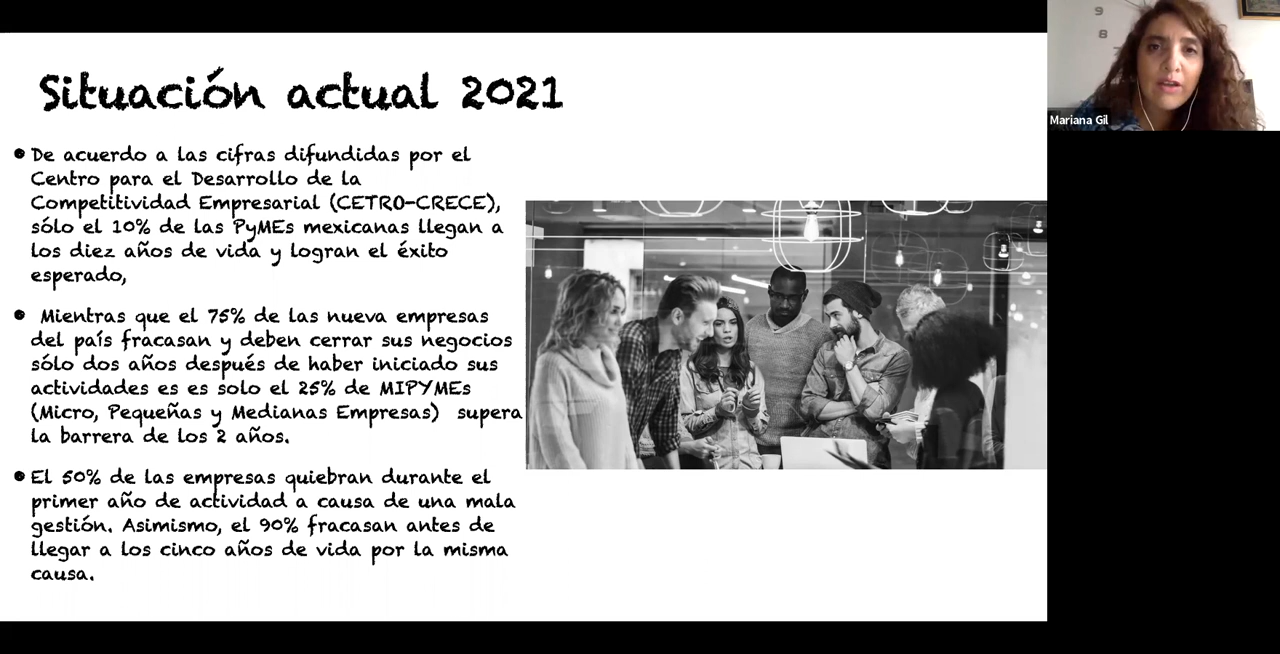 Situación actual 2021
• De acuerdo a las cifras difundidas por el
Centro para el Desarrollo de la
Competitividad Empresarial (CETRO-CRECE),
sólo el 10% de las PyMEs mexicanas llegan a
los diez años de vida y logran el éxito
esperado,
• Mientras que el 75% de las nueva empresas
del país fracasan y deben cerrar sus negocios
sólo dos años después de haber iniciado sus
actividades es es solo el 25% de MIPYMEs
(Micro, Pequeñas y Medianas Empresas) supera
la barrera de los 2 años.
• El 50% de las empresas quiebran durante el
primer año de actividad a causa de una mala
gestión. Asimismo, el 90% fracasan antes de
llegar a los cinco años de vida por la misma
causa.
9
8
7
Mariana Gil